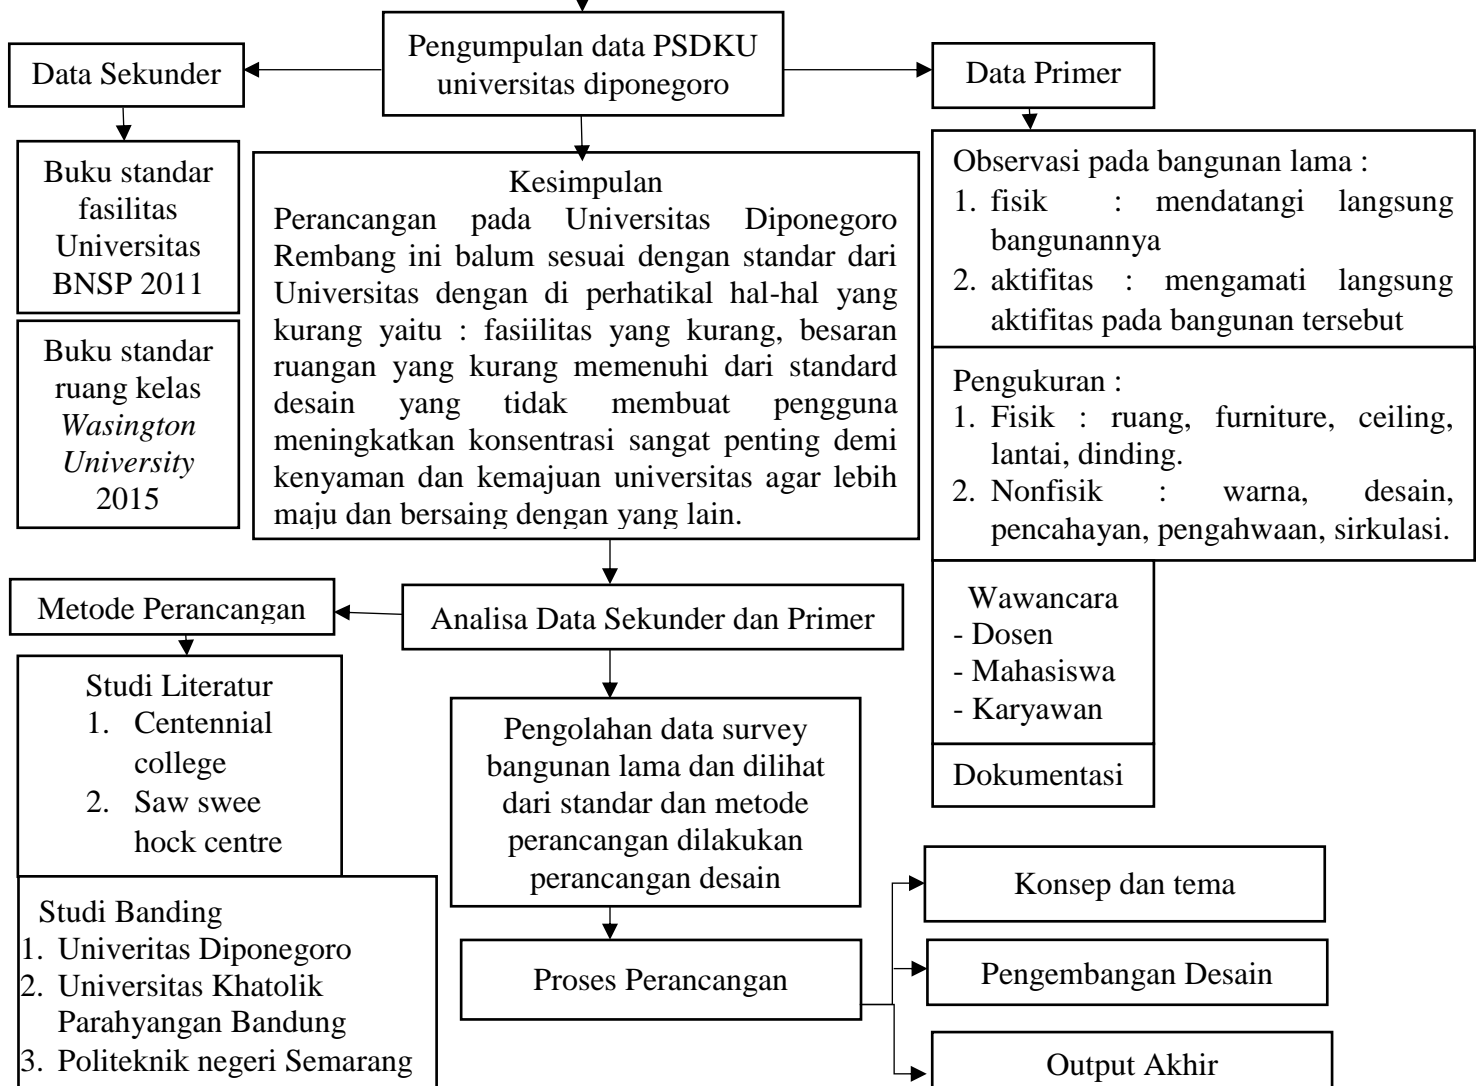 Pengumpulan data PSDKU
universitas diponegoro
Data Sekunder
Data Primer
Buku standar
fasilitas
Universitas
BNSP 2011
Buku standar
ruang kelas
Wasington
University
2015
Kesimpulan
Perancangan pada Universitas Diponegoro
Rembang ini balum sesuai dengan standar dari
Universitas dengan di perhatikal hal-hal yang
kurang yaitu : fasiilitas yang kurang, besaran
ruangan yang kurang memenuhi dari standard
desain yang tidak membuat pengguna
meningkatkan konsentrasi sangat penting demi
kenyaman dan kemajuan universitas agar lebih
maju dan bersaing dengan yang lain.
Observasi pada bangunan lama :
1. fisik : mendatangi langsung
bangunannya
2. aktifitas : mengamati langsung
aktifitas pada bangunan tersebut
Pengukuran :
1. Fisik : ruang, furniture, ceiling,
lantai, dinding.
2. Nonfisik : warna, desain,
pencahayan, pengahwaan, sirkulasi.
Wawancara
- Dosen
- Mahasiswa
- Karyawan
Dokumentasi
Metode Perancangan
Analisa Data Sekunder dan Primer
Studi Literatur
1. Centennial
college
2. Saw swee
hock centre
Studi Banding
1. Univeritas Diponegoro
2. Universitas Khatolik
Parahyangan Bandung
3. Politeknik negeri Semarang
Pengolahan data survey
bangunan lama dan dilihat
dari standar dan metode
perancangan dilakukan
perancangan desain
Proses Perancangan
Konsep dan tema
Pengembangan Desain
Output Akhir